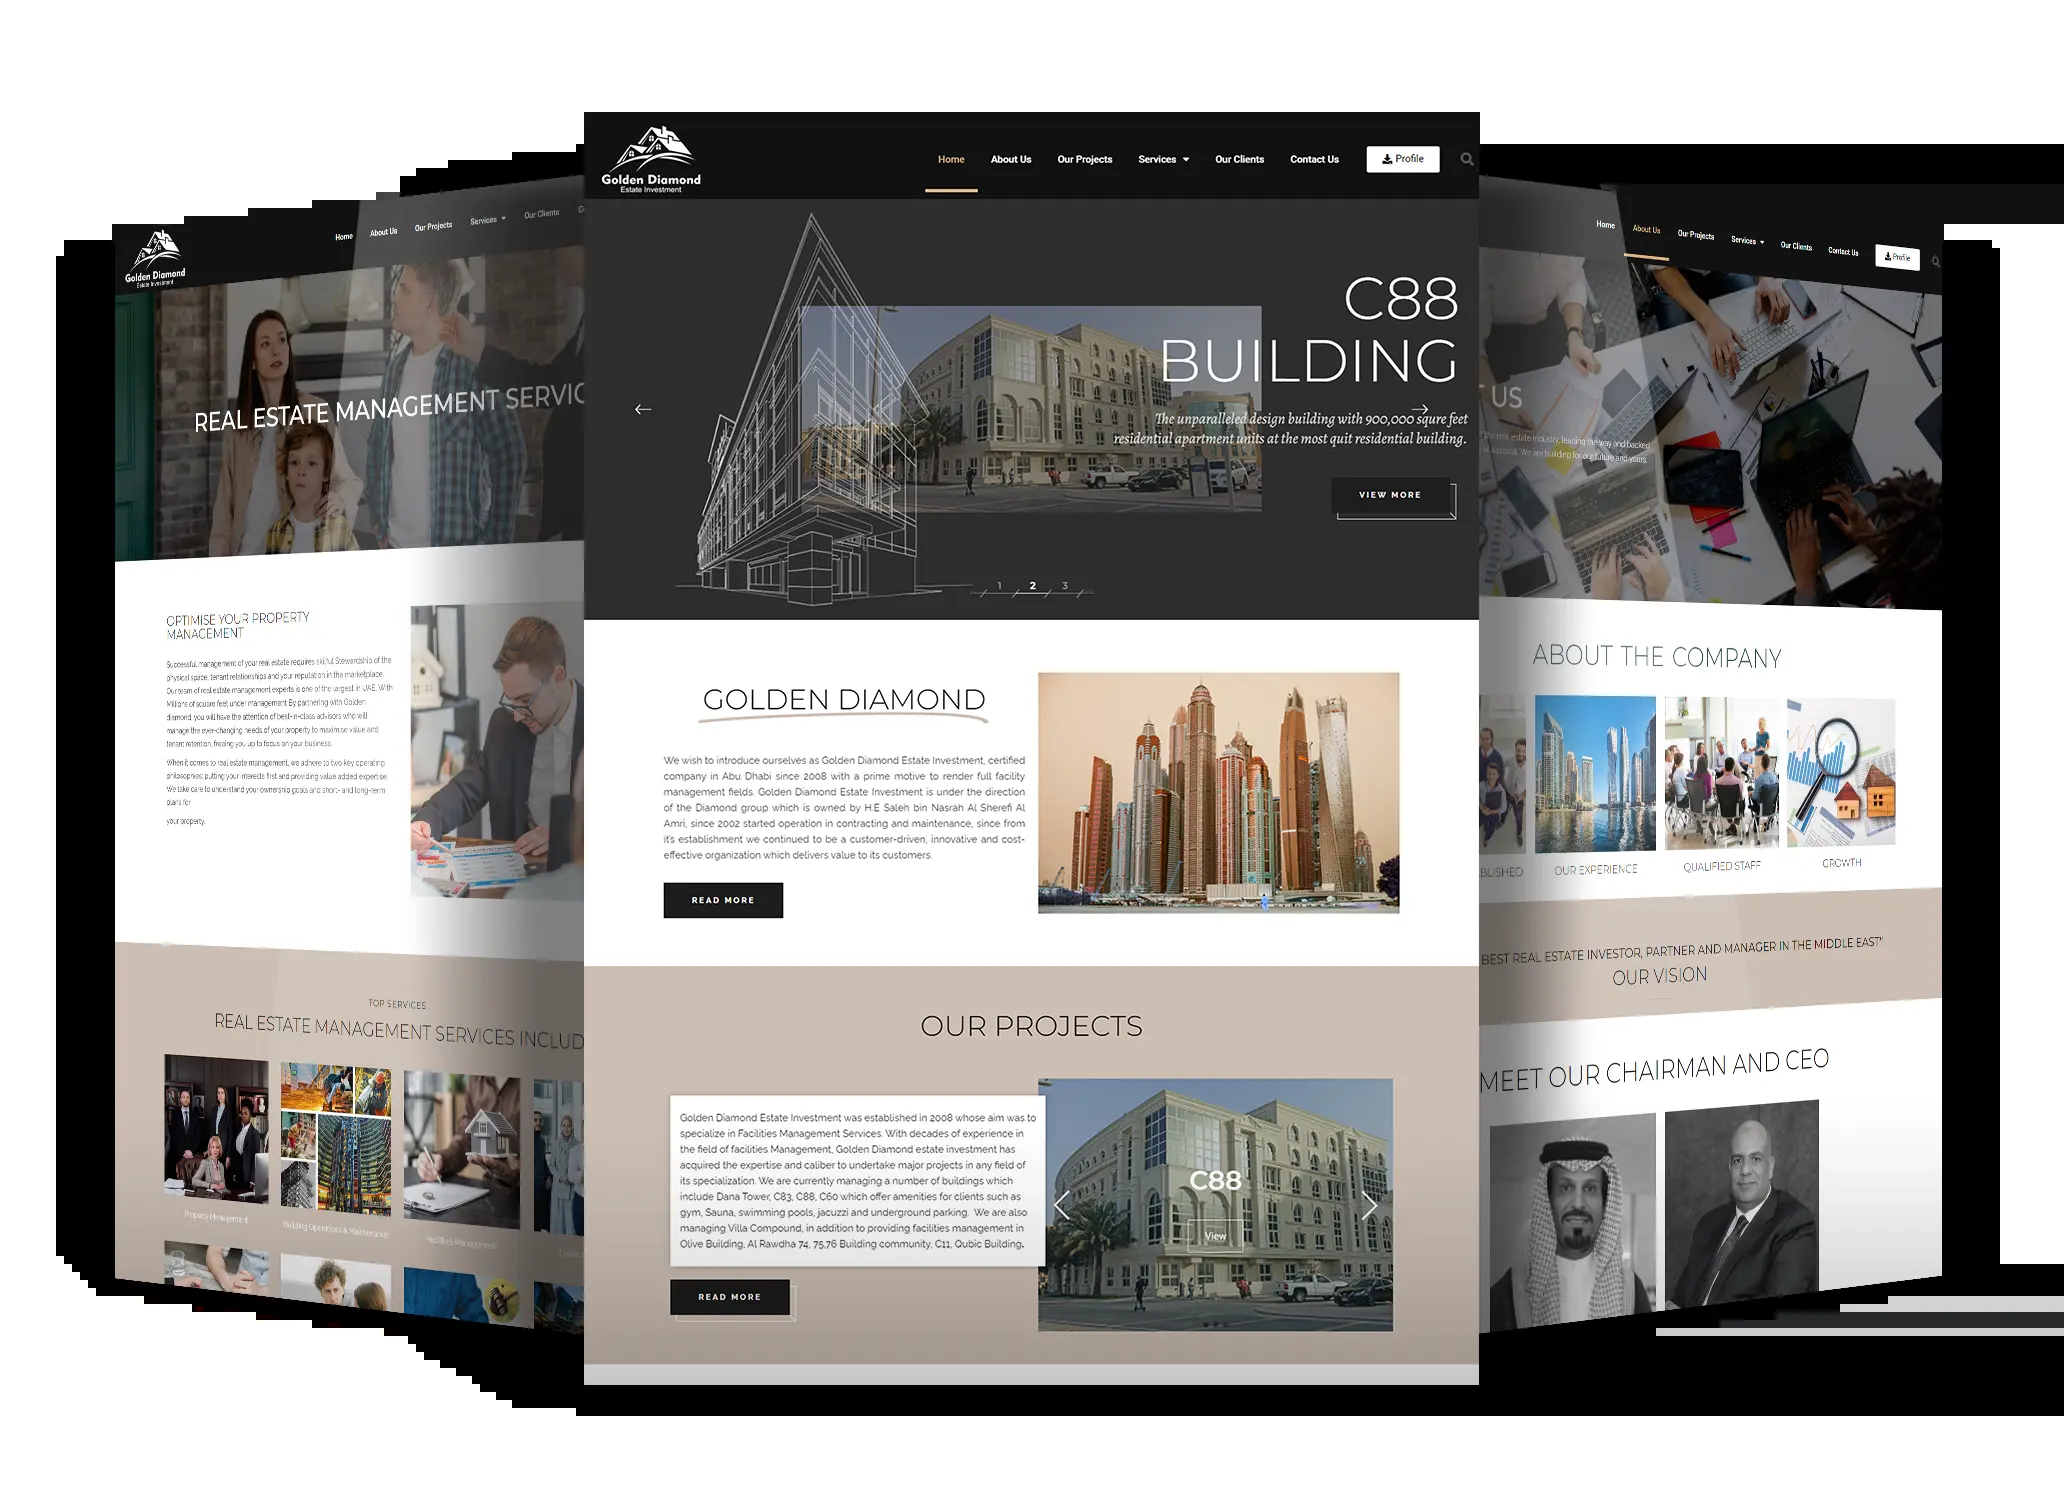 Golden Diamond
Estate Investment
Home
About Us
Our Projects
Services
Our Clients
REAL ESTATE MANAGEMENT SERVIC
OPTIMISE YOUR PROPERTY
MANAGEMENT
Successful management of your real estate requires skilful Stewardship of the
physical space, tenant relationships and your reputation in the marketplace.
Our team of real estate management experts is one of the largest in UAE. With
Millions of square feet under management By partnering with Golden
diamond, you will have the attention of best-in-class advisors who will
manage the ever-changing needs of your property to maximise value and
tenant retention, freeing you up to focus on your business.
When it comes to real estate management, we adhere to two key operating
philosophies: putting your interests first and providing value added expertise.
We take care to understand your ownership goals and short- and long-term
plans for
your property.
TOP SERVICES
REAL ESTATE MANAGEMENT SERVICES INCLUD
Property Management
Building Operations & Maintenance
Facilities Management
Golden Diamond
Estate Investment
Home
About Us
Our Projects
Services
Our Clients
Contact Us
Profile
C88
BUILDING
The unparalleled design building with 900,000 squre feet
residential apartment units at the most quit residential building.
VIEW MORE
1 2 3
GOLDEN DIAMOND
We wish to introduce ourselves as Golden Diamond Estate Investment, certified
company in Abu Dhabi since 2008 with a prime motive to render full facility
management fields. Golden Diamond Estate Investment is under the direction
of the Diamond group which is owned by H.E Saleh bin Nasrah Al Sherefi Al
Amri, since 2002 started operation in contracting and maintenance, since from
it's establishment we continued to be a customer-driven, innovative and cost-
effective organization which delivers value to its customers.
READ MORE
OUR PROJECTS
Golden Diamond Estate Investment was established in 2008 whose aim was to
specialize in Facilities Management Services. With decades of experience in
the field of facilities Management, Golden Diamond estate investment has
acquired the expertise and caliber to undertake major projects in any field of
its specialization. We are currently managing a number of buildings which
include Dana Tower, C83, C88, C60 which offer amenities for clients such as
gym, Sauna, swimming pools, jacuzzi and underground parking. We are also
managing Villa Compound, in addition to providing facilities management in
Olive Building, Al Rawdha 74, 75,76 Building community, C11, Qubic Building.
READ MORE
C88
View
Home
About Us
Our Projects
Services
Our Clients
Contact Us
Profile
US
the real estate industry, leading the way and backed
We are building for our future and yours.
ABOUT THE COMPANY
BLISHED
OUR EXPERIENCE
QUALIFIED STAFF
GROWTH
BEST REAL ESTATE INVESTOR, PARTNER AND MANAGER IN THE MIDDLE EAST"
OUR VISION
MEET OUR CHAIRMAN AND CEO